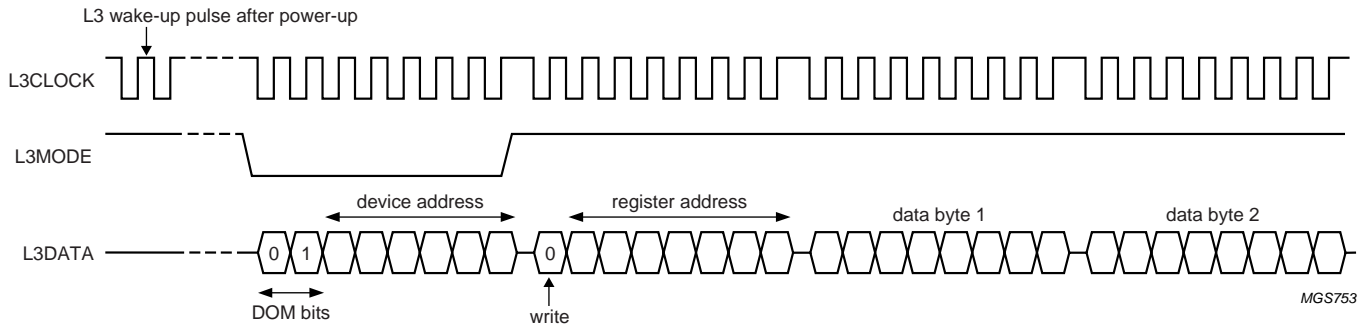 L3 wake-up pulse after power-up
L3CLOCK
L3MODE
device address
register address
data byte 1
data byte 2
L3DATA
0 1
0
DOM bits
write
MGS753